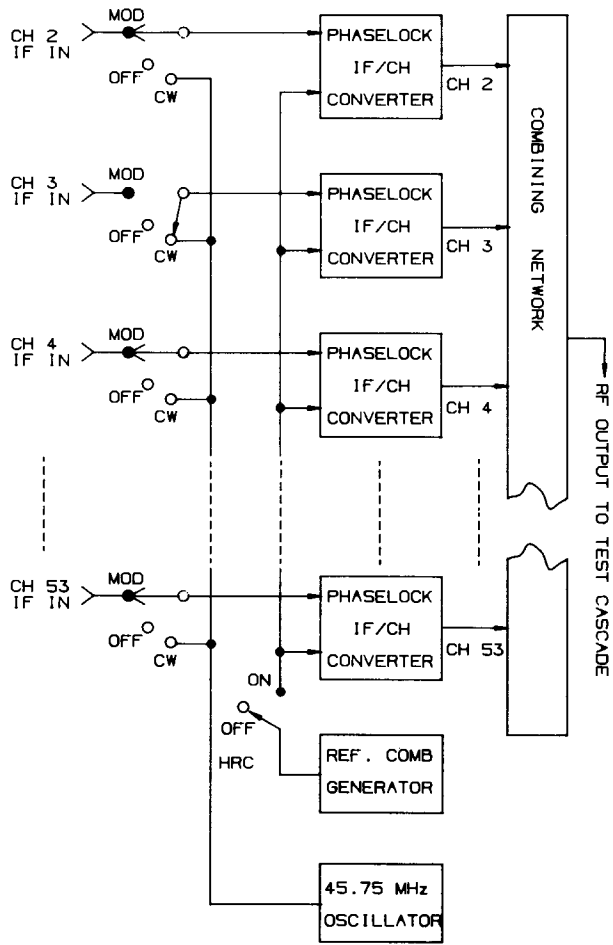 CH 2
IF IN
MOD
OFF
CW
PHASELOCK
IF/CH
CONVERTER
CH 2
CH 3
IF IN
MOD
OFF
CW
PHASELOCK
IF/CH
CONVERTER
CH 3
CH 4
IF IN
MOD
OFF
CW
PHASELOCK
IF/CH
CONVERTER
CH 4
COMBINING NETWORK
RF OUTPUT TO TEST CASCADE
CH 53
IF IN
MOD
OFF
CW
PHASELOCK
IF/CH
CONVERTER
CH 53
ON
OFF
HRC
REF. COMB
GENERATOR
45.75 MHz
OSCILLATOR